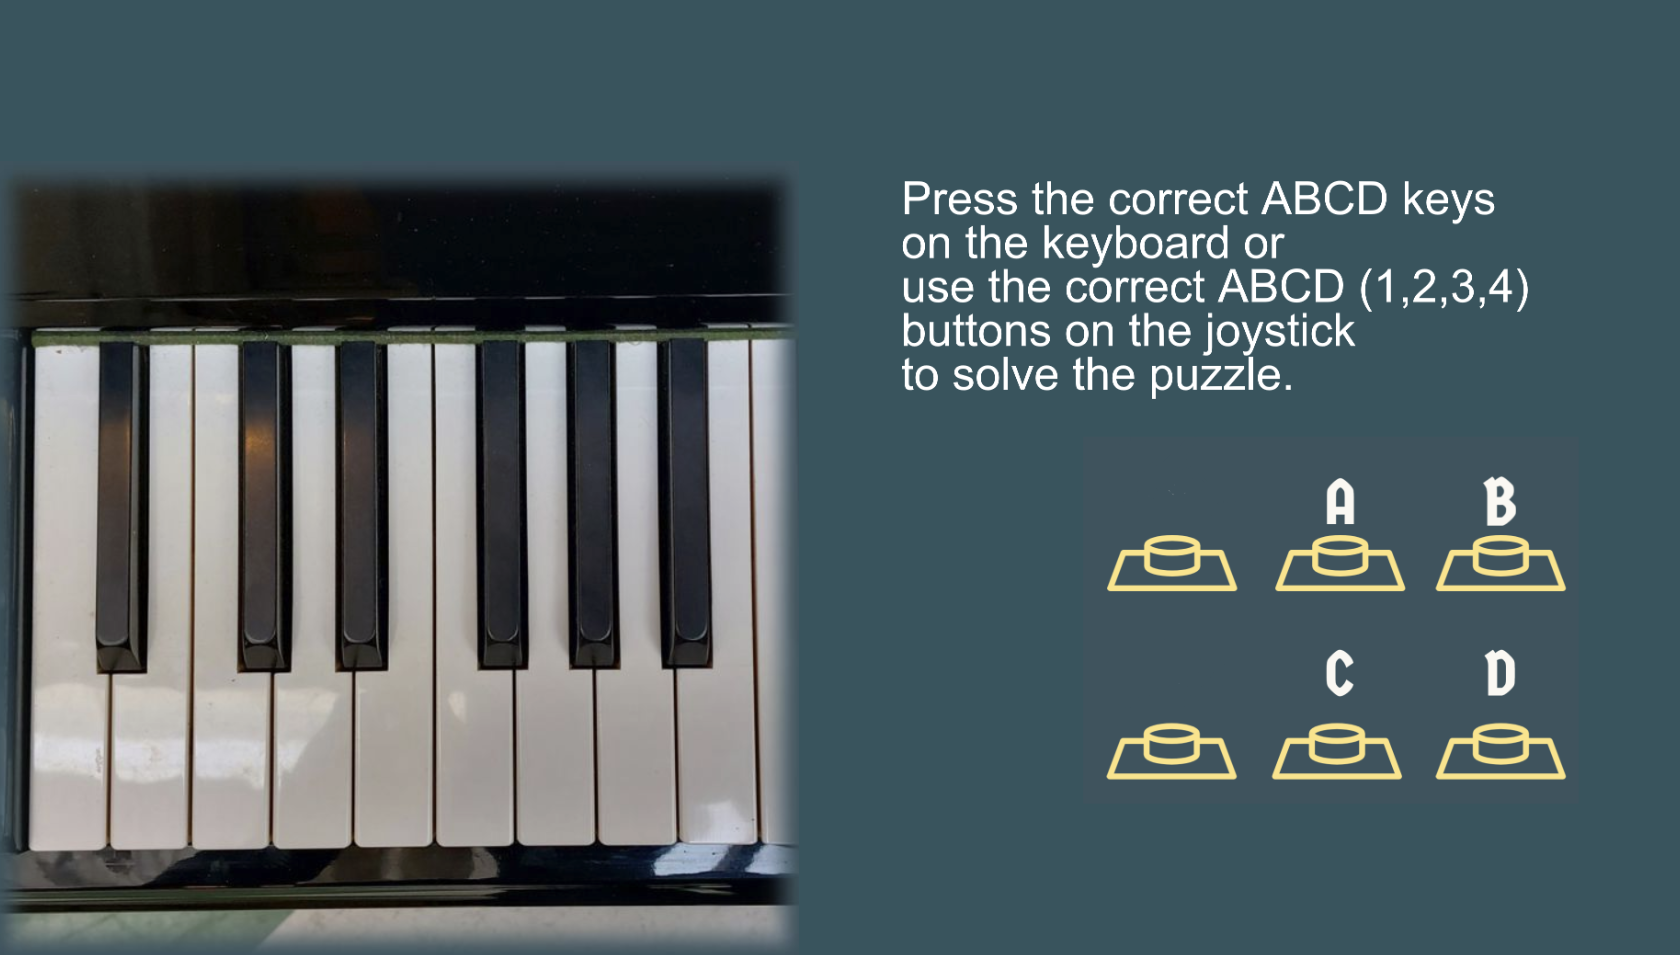 Press the correct ABCD keys
on the keyboard or
use the correct ABCD (1,2,3,4)
buttons on the joystick
to solve the puzzle.
A B
C D